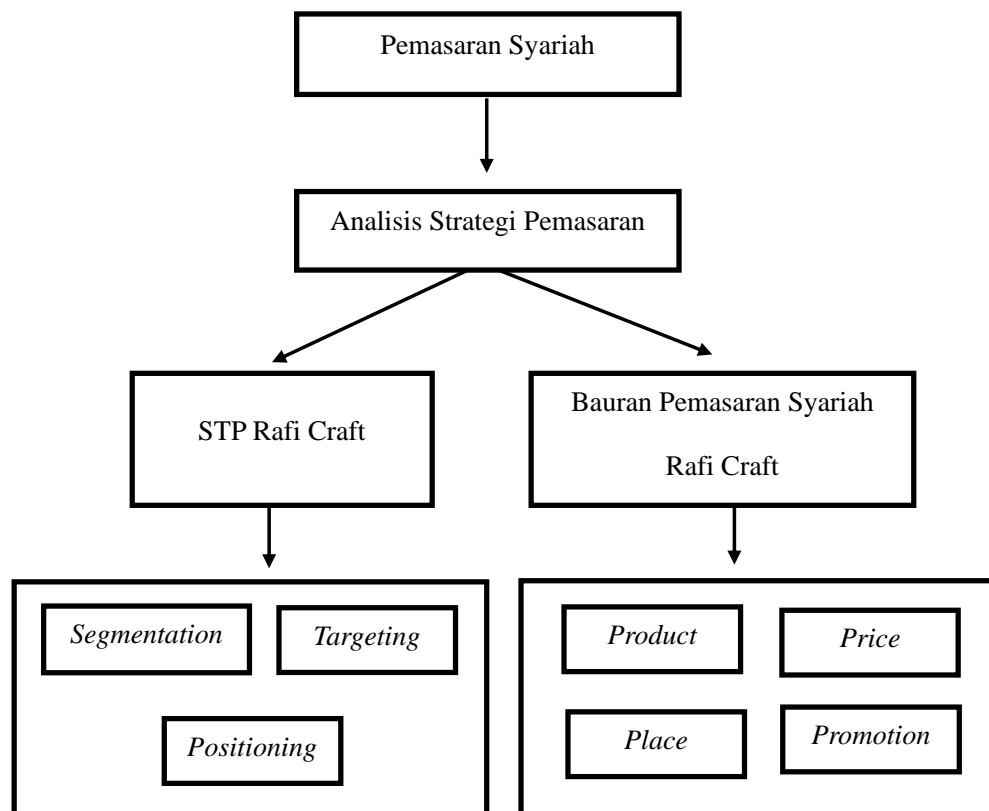 Pemasaran Syariah
Analisis Strategi Pemasaran
STP Rafi Craft
Bauran Pemasaran Syariah
Rafi Craft
Segmentation
Targeting
Positioning
Product
Price
Place
Promotion